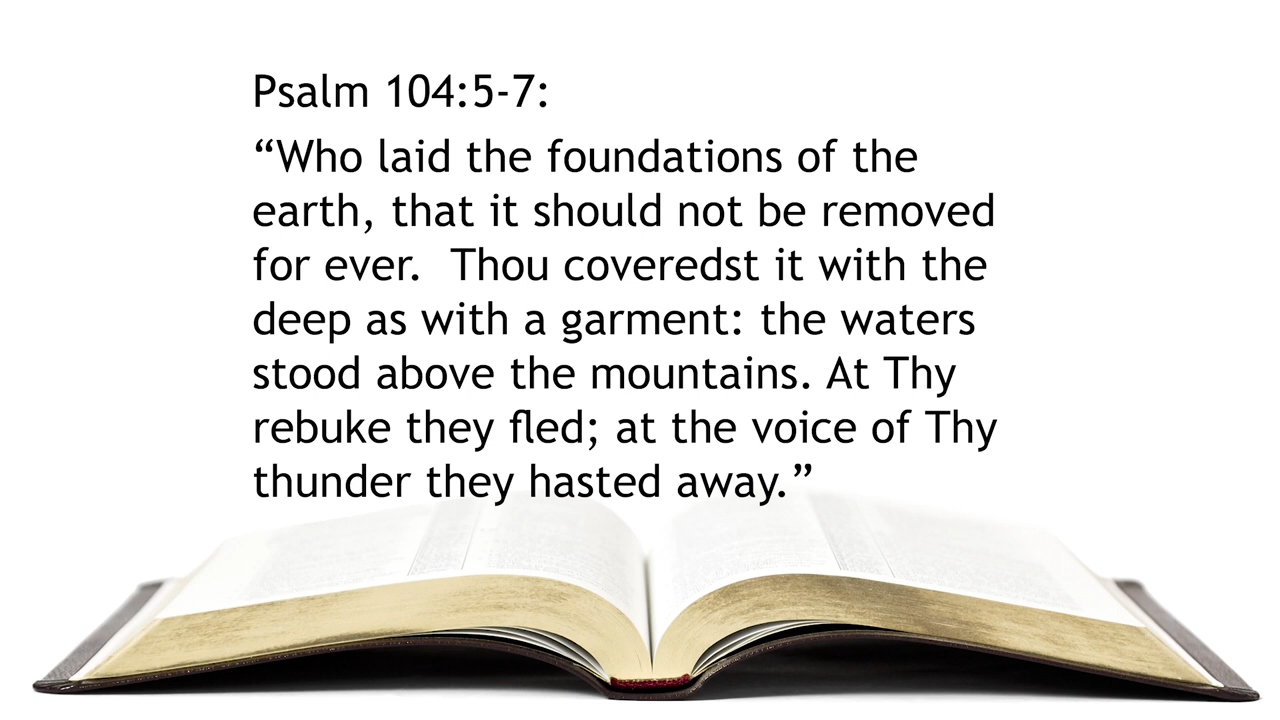 Psalm 104:5-7:
“Who laid the foundations of the
earth, that it should not be removed
for ever.  Thou coveredst it with the
deep as with a garment: the waters
stood above the mountains. At Thy
rebuke they fled; at the voice of Thy
thunder they hasted away.”